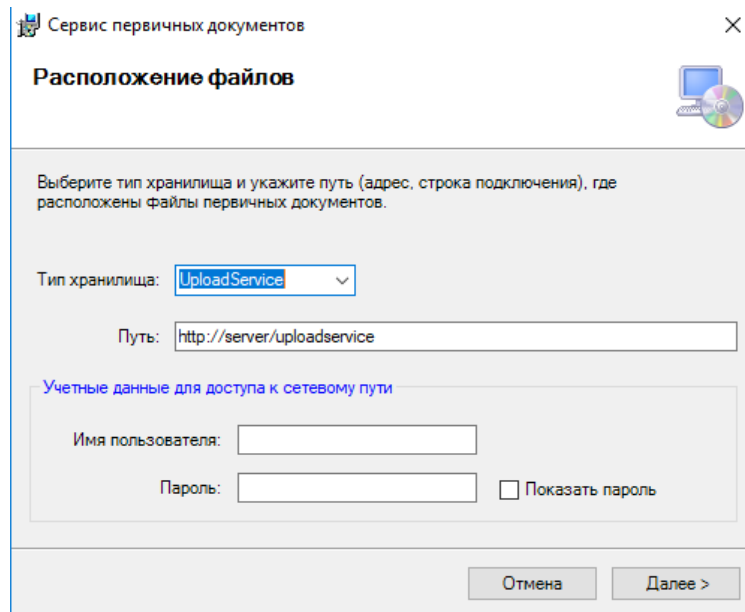 Сервис первичных документов
Расположение файлов
Выберите тип хранилища и укажите путь (адрес, строка подключения), где
расположены файлы первичных документов.
Тип хранилища: UploadService
Путь: http://server/uploadservice
Учетные данные для доступа к сетевому пути
Имя пользователя:
Пароль: Показать пароль
Отмена Далее >